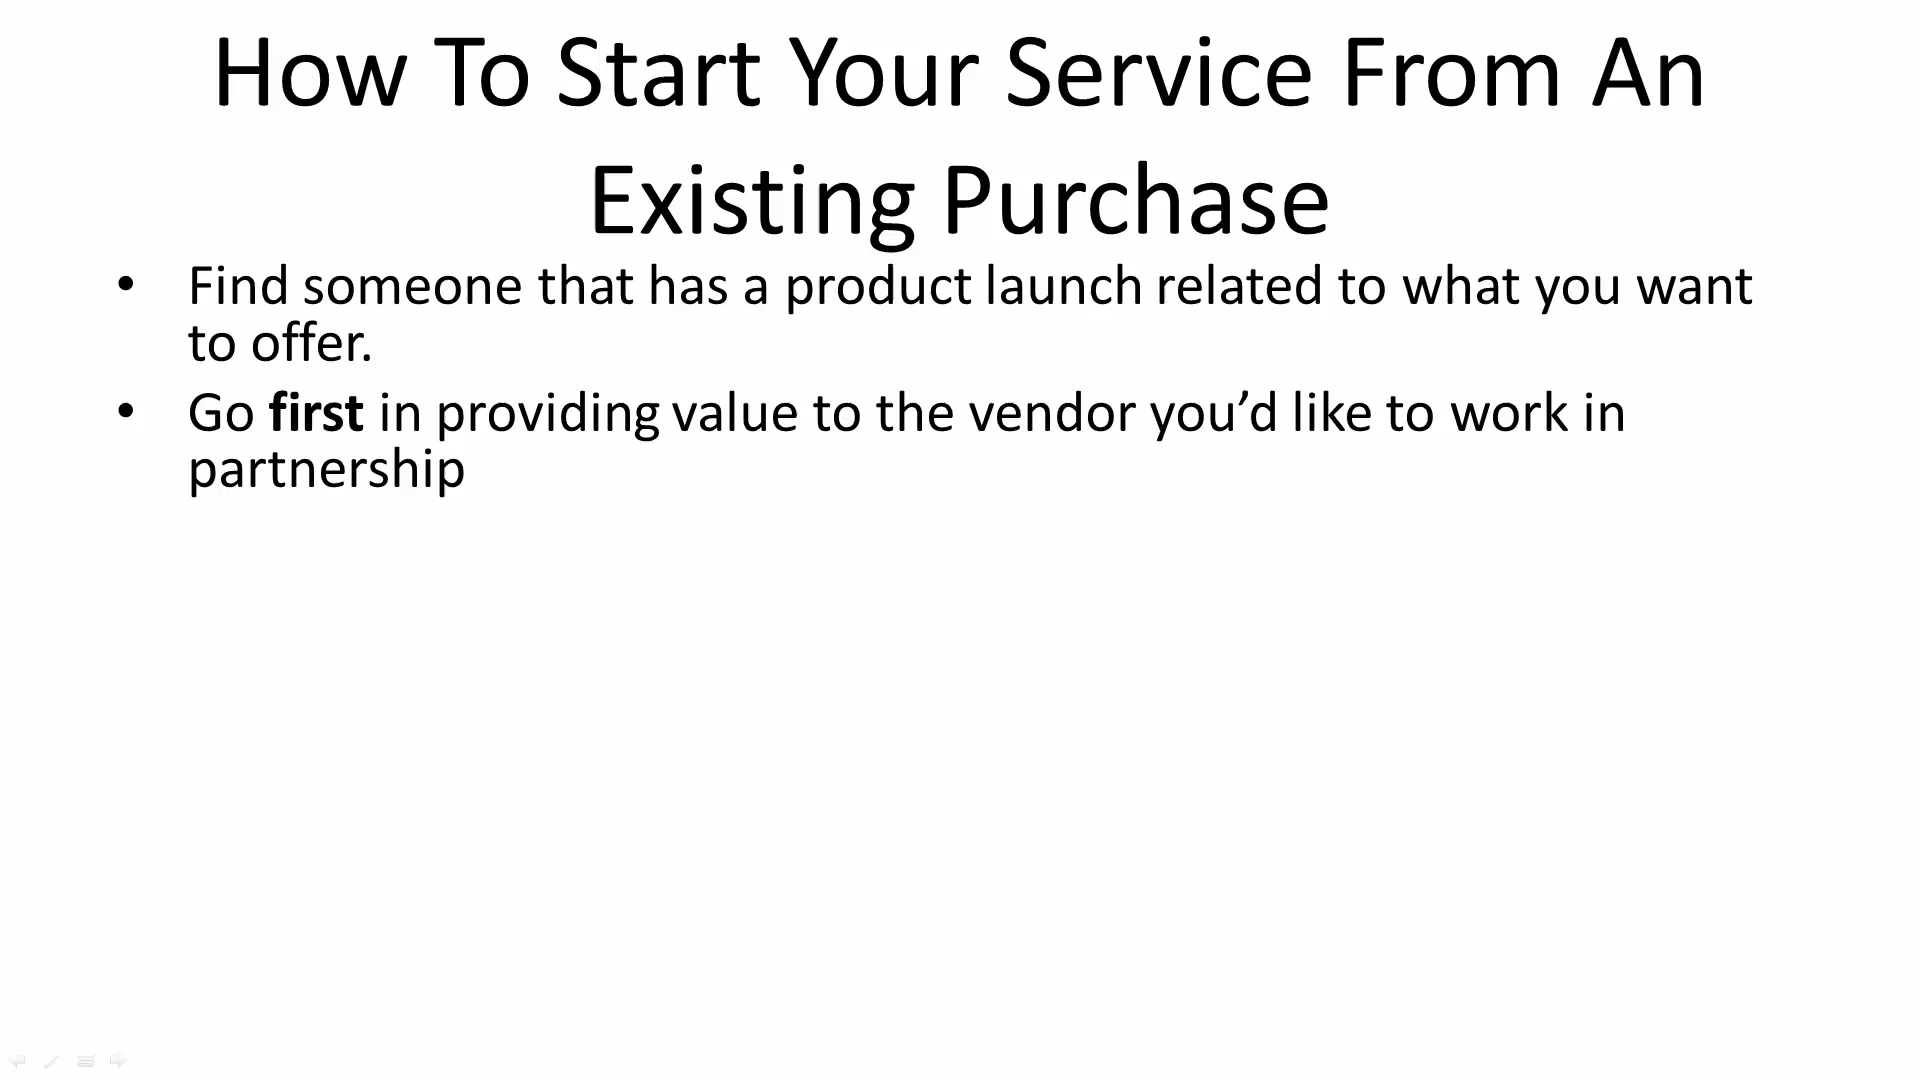 How To Start Your Service From An
Existing Purchase
• Find someone that has a product launch related to what you want
to offer.
• Go first in providing value to the vendor you’d like to work in
partnership